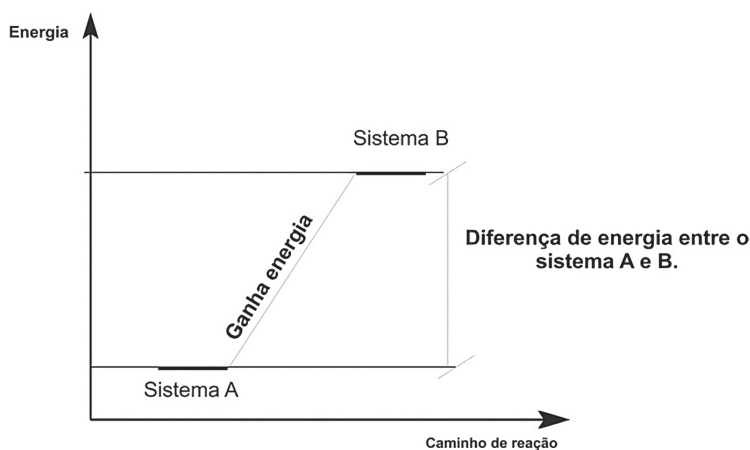 Energia
Sistema B
Ganha energia
Diferença de energia entre o
sistema A e B.
Sistema A
Caminho de reação